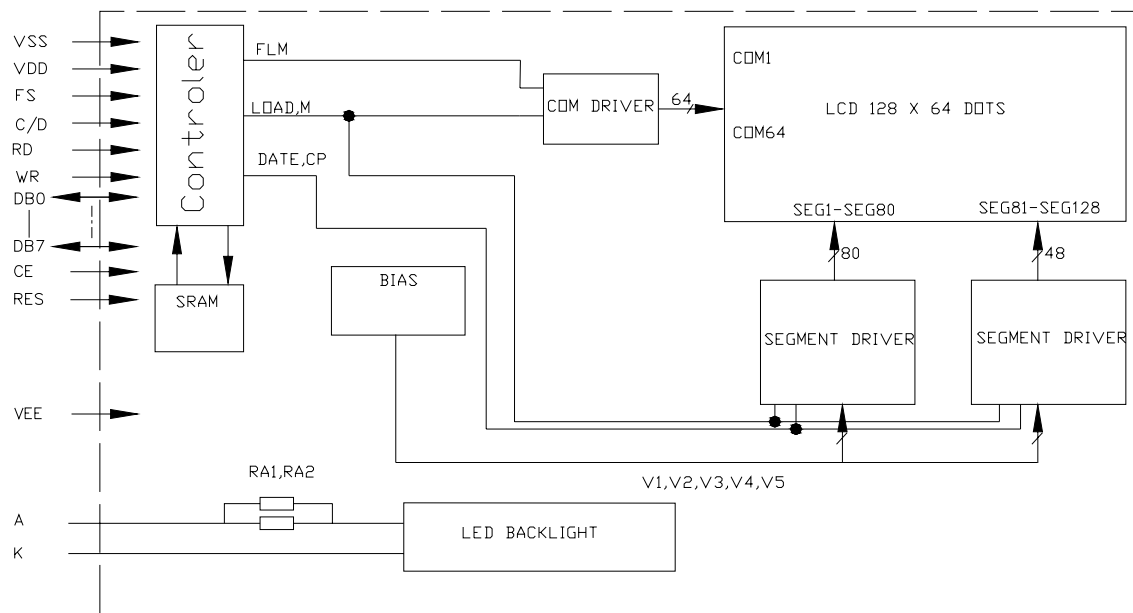 VSS
VDD
FS
C/D
RD
WR
DB0
DB7
CE
RES
VEE
A
K
Controler
SRAM
FLM
LOAD,M
DATE,CP
COM DRIVER
64
COM1
LCD 128 X 64 DOTS
COM64
SEG1-SEG80
SEG81-SEG128
80
48
BIAS
SEGMENT DRIVER
SEGMENT DRIVER
V1,V2,V3,V4,V5
RA1,RA2
LED BACKLIGHT